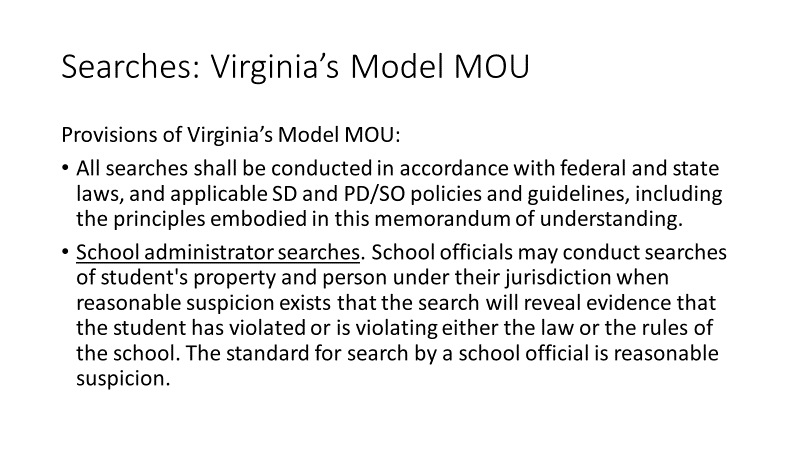 Searches: Virginia’s Model MOU
Provisions of Virginia’s Model MOU:
• All searches shall be conducted in accordance with federal and state
laws, and applicable SD and PD/SO policies and guidelines, including
the principles embodied in this memorandum of understanding.
• School administrator searches. School officials may conduct searches
of student's property and person under their jurisdiction when
reasonable suspicion exists that the search will reveal evidence that
the student has violated or is violating either the law or the rules of
the school. The standard for search by a school official is reasonable
suspicion.